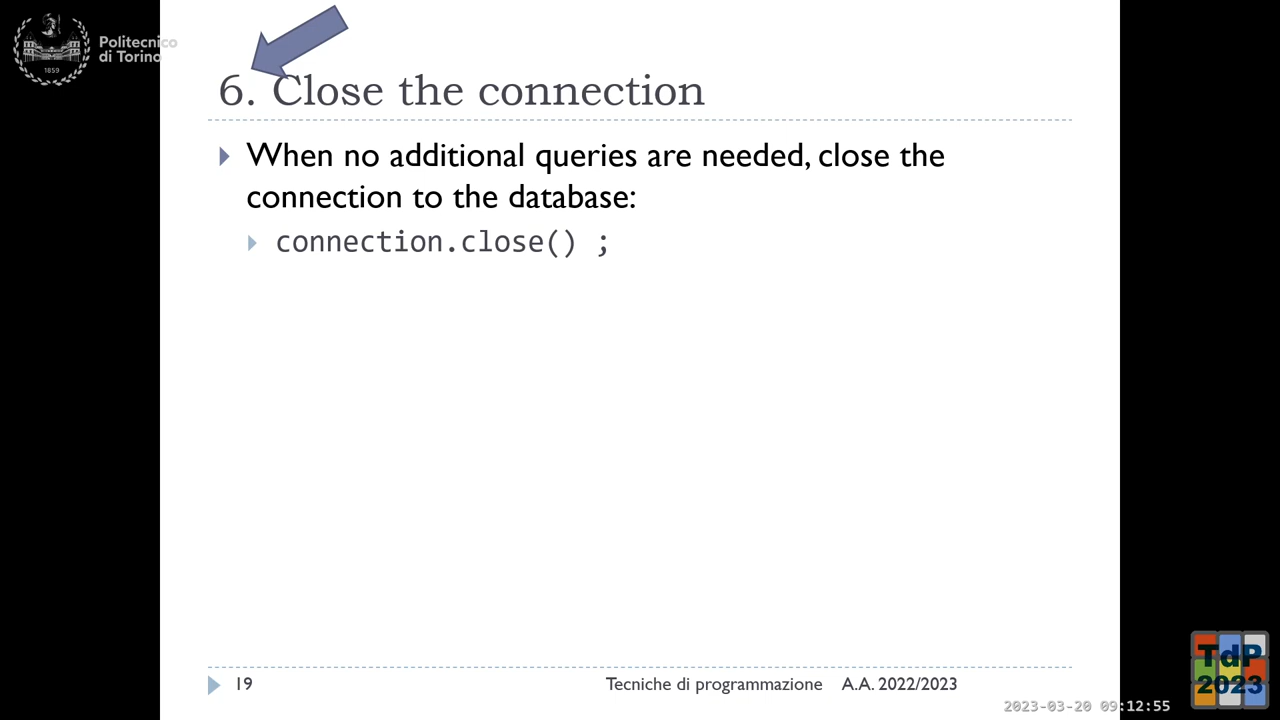 Politecnico
di Torino
1859
6. Close the connection
When no additional queries are needed, close the
connection to the database:
connection.close() ;
19
Tecniche di programmazione A.A. 2022/2023
2023-03-20 09:12:55
TdP
2023